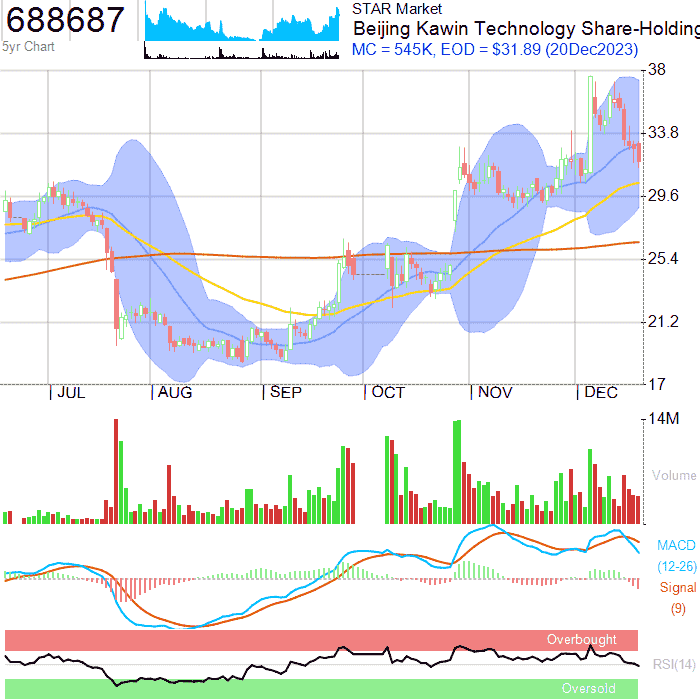 688687
5yr Chart
STAR Market
Beijing Kawin Technology Share-Holding
MC = 545K, EOD = $31.89 (20Dec2023)
38
33.8
29.6
25.4
21.2
17
JUL
AUG
SEP
OCT
NOV
DEC
14M
Volume
MACD
(12-26)
Signal
(9)
Overbought
RSI(14)
Oversold